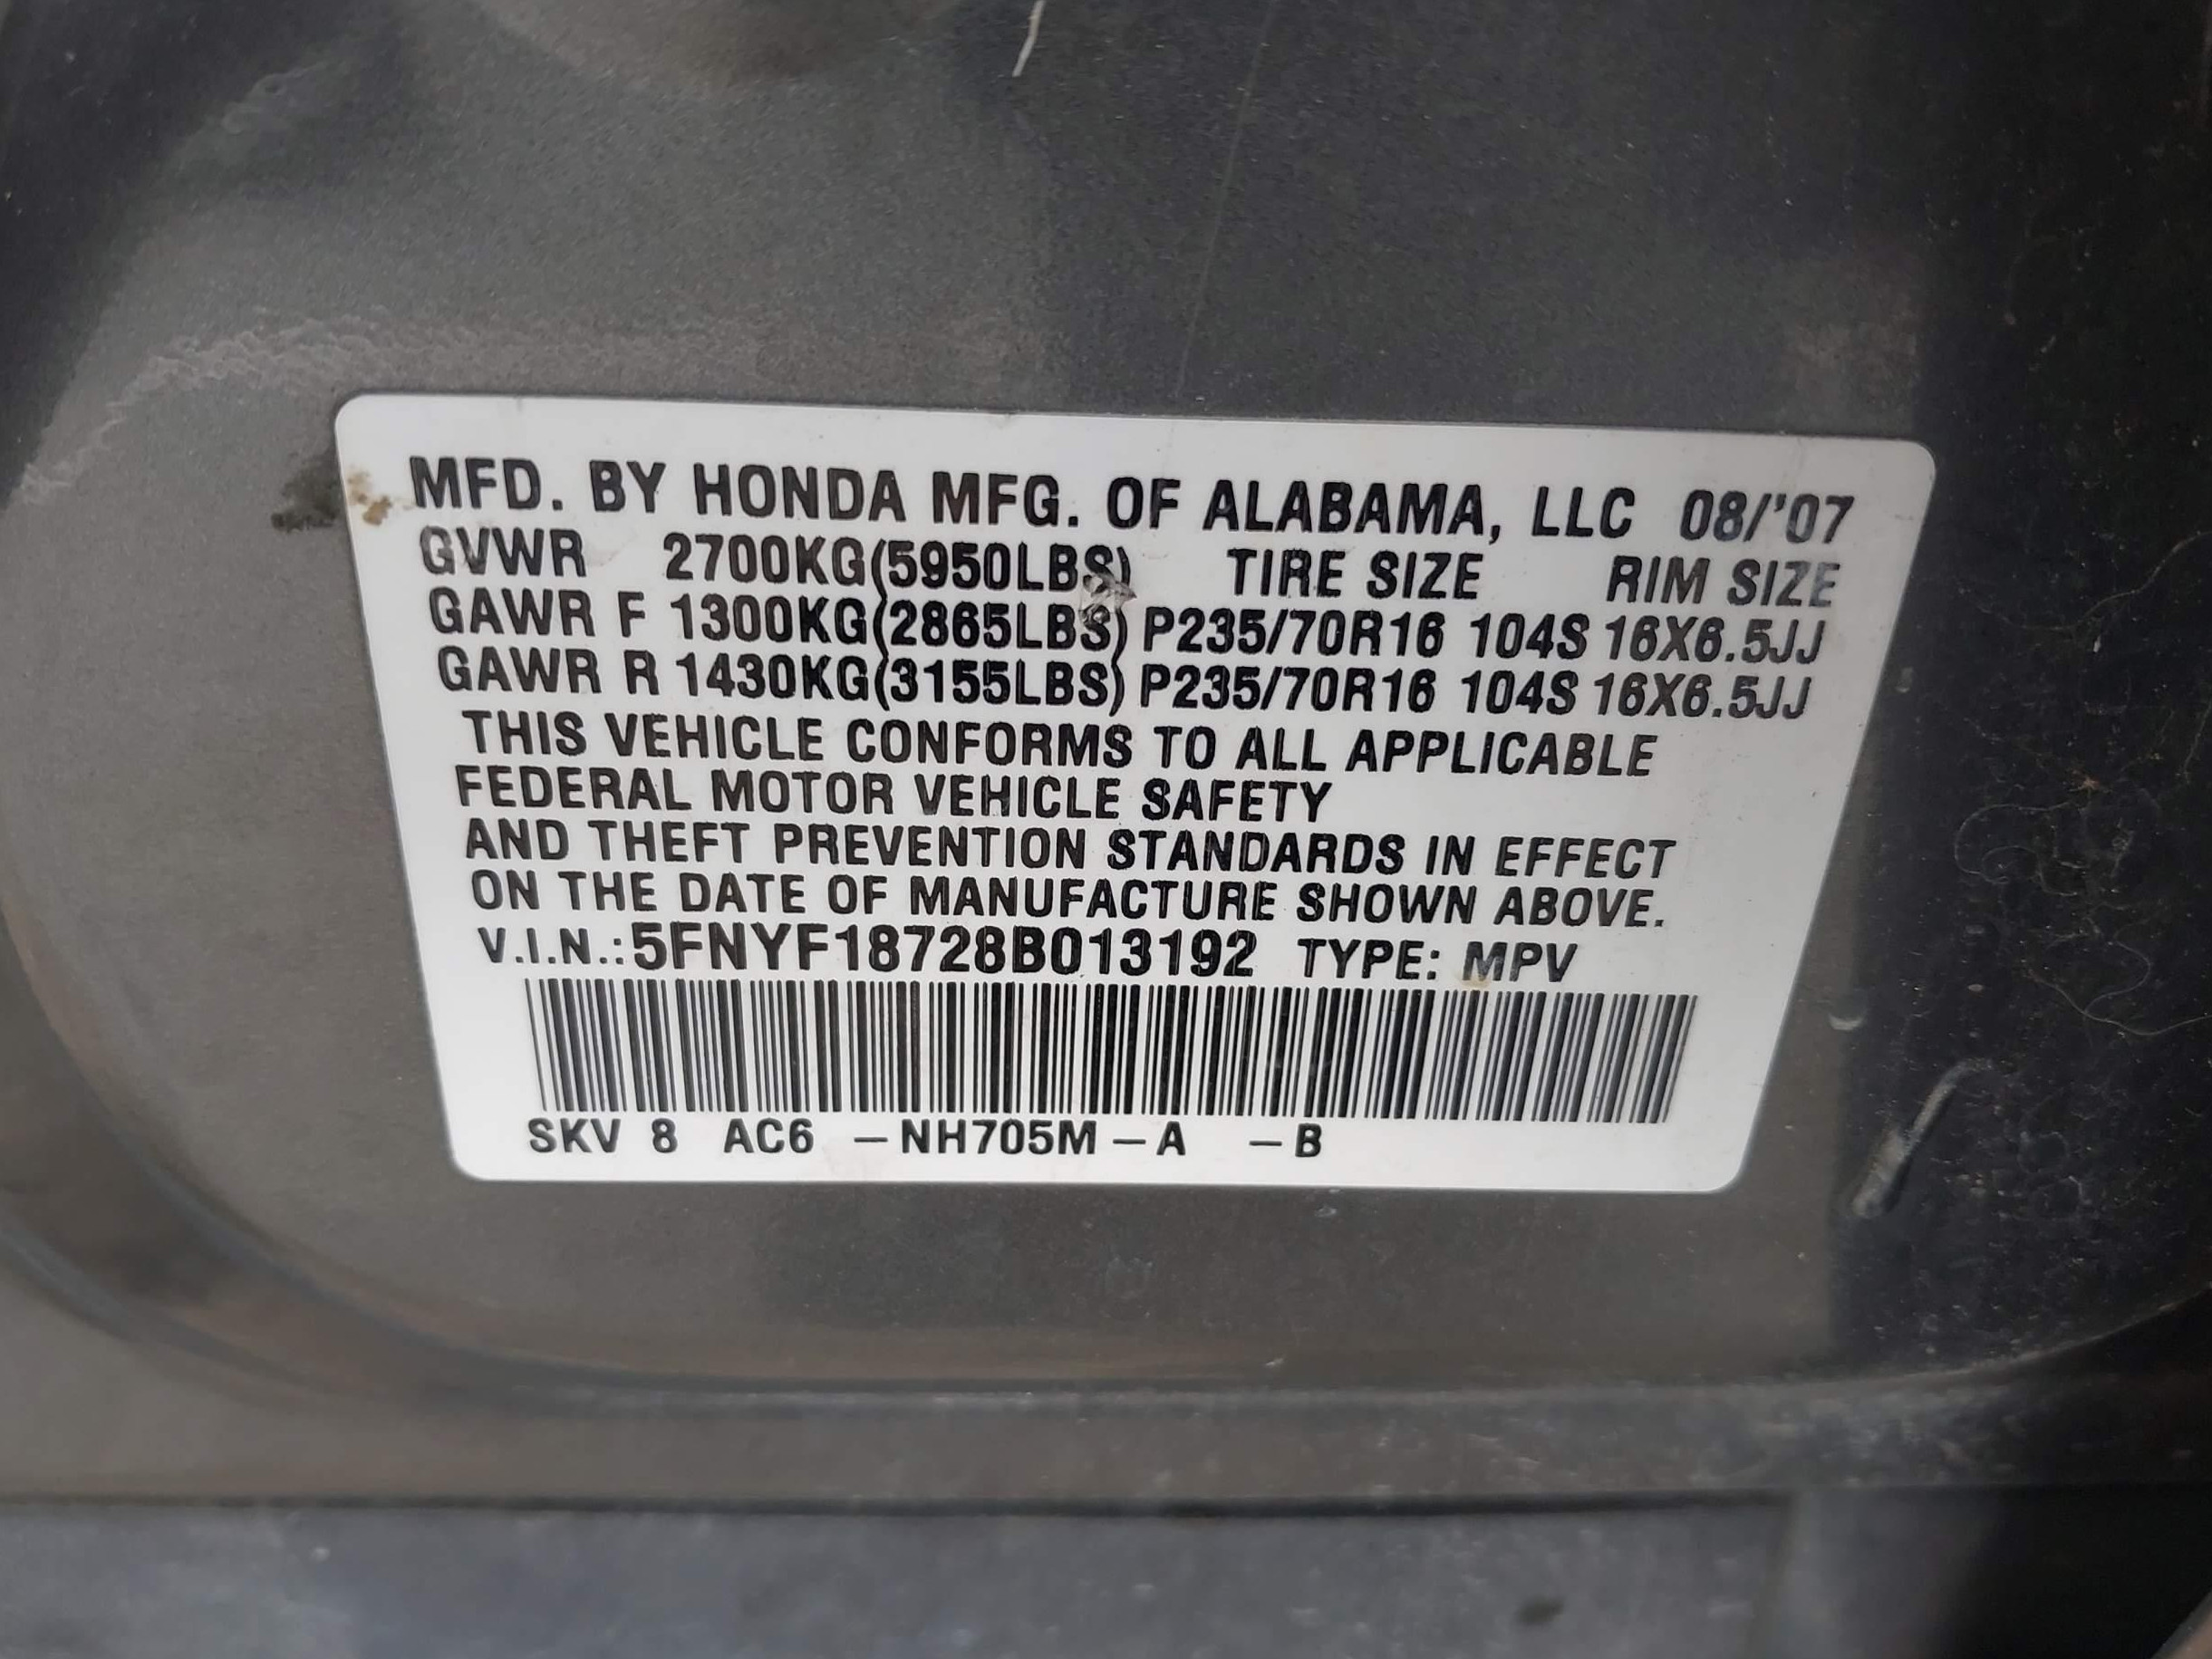 MFD. BY HONDA MFG. OF ALABAMA, LLC 08/'07
GVWR 2700KG(5950LBS) TIRE SIZE RIM SIZE
GAWR F 1300KG(2865LBS) P235/70R16 104S 16X6.5JJ
GAWR R 1430KG(3155LBS) P235/70R16 104S 16X6.5JJ
THIS VEHICLE CONFORMS TO ALL APPLICABLE
FEDERAL MOTOR VEHICLE SAFETY
AND THEFT PREVENTION STANDARDS IN EFFECT
ON THE DATE OF MANUFACTURE SHOWN ABOVE.
V.I.N.:5FNYF18728B013192 TYPE: MPV
SKV 8 AC6 –NH705M–A –B